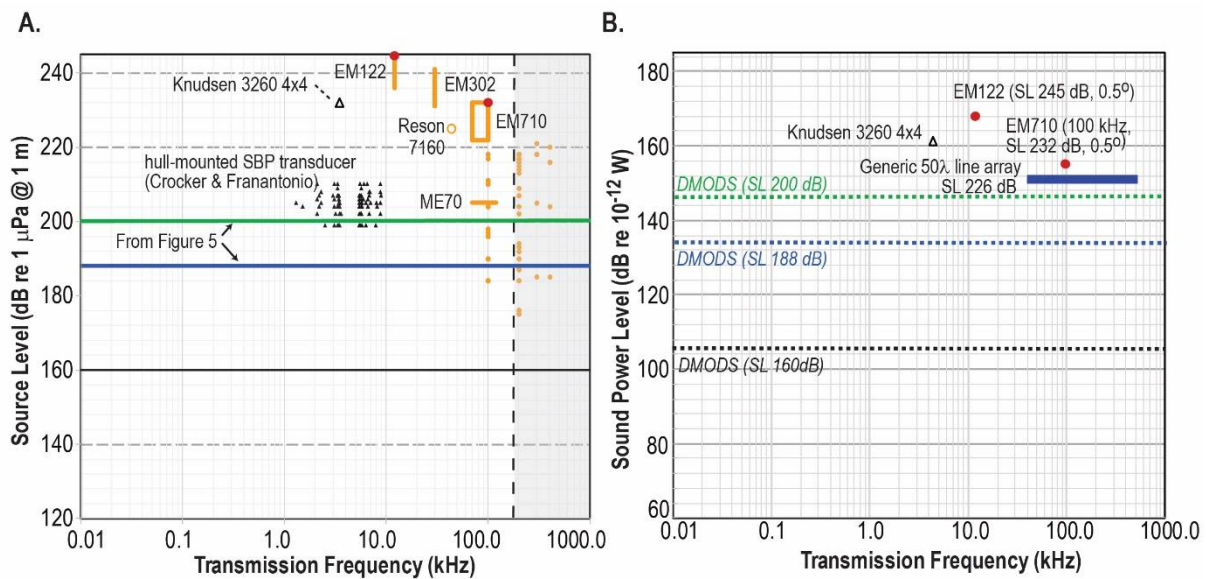 A.
Source Level (dB re 1 μPa @ 1 m)
240
220
200
180
160
140
120
Knudsen 3260 4x4
EM122
EM302
Reson
7160
EM710
hull-mounted SBP transducer
(Crocker & Franantonio)
ME70
From Figure 5
0.01
0.1
1.0
10.0
100.0
1000.0
Transmission Frequency (kHz)
B.
Sound Power Level (dB re 10-12 W)
180
160
140
120
100
80
60
EM122 (SL 245 dB, 0.5º)
Knudsen 3260 4x4
EM710 (100 kHz,
SL 232 dB, 0.5º)
Generic 50λ line array
SL 226 dB
DMODS (SL 200 dB)
DMODS (SL 188 dB)
DMODS (SL 160dB)
0.01
0.1
1.0
10.0
100.0
1000.0
Transmission Frequency (kHz)